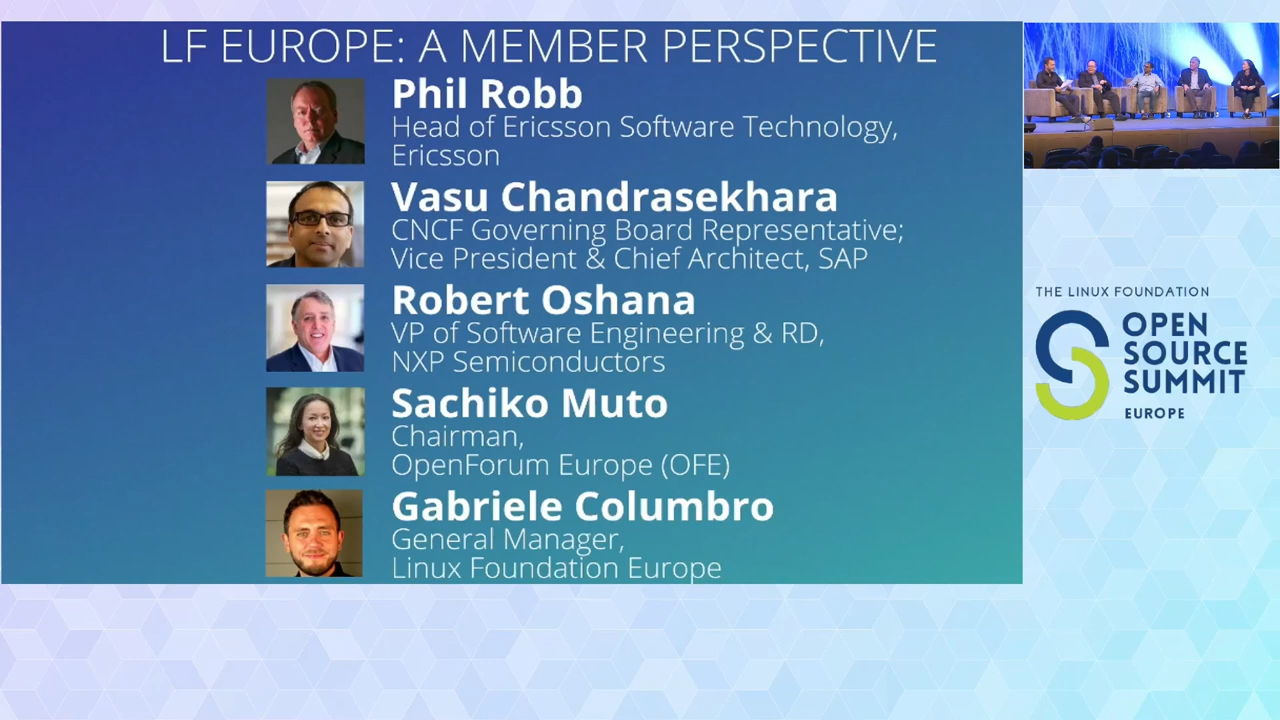 LF EUROPE: A MEMBER PERSPECTIVE
Phil Robb
Head of Ericsson Software Technology,
Ericsson
Vasu Chandrasekhara
CNCF Governing Board Representative;
Vice President & Chief Architect, SAP
Robert Oshana
VP of Software Engineering & RD,
NXP Semiconductors
Sachiko Muto
Chairman,
OpenForum Europe (OFE)
Gabriele Columbro
General Manager,
Linux Foundation Europe
THE LINUX FOUNDATION
OPEN
SOURCE
SUMMIT
EUROPE